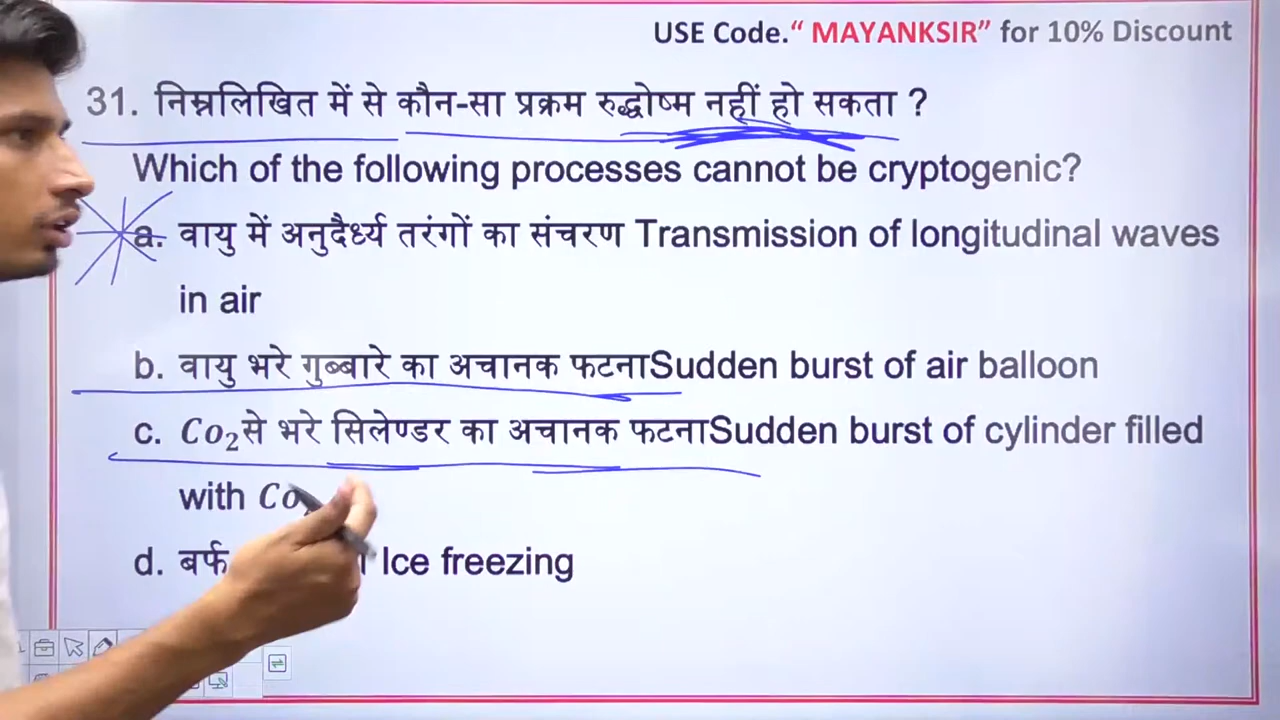 USE Code.“ MAYANKSIR” for 10% Discount
31. निम्नलिखित में से कौन-सा प्रक्रम रुद्धोष्म नहीं हो सकता ?
Which of the following processes cannot be cryptogenic?
a. वायु में अनुदैर्ध्य तरंगों का संचरण Transmission of longitudinal waves
in air
b. वायु भरे गुब्बारे का अचानक फटनाSudden burst of air balloon
c. Co₂से भरे सिलेण्डर का अचानक फटनाSudden burst of cylinder filled
with Co
d. बर्फ Ice freezing